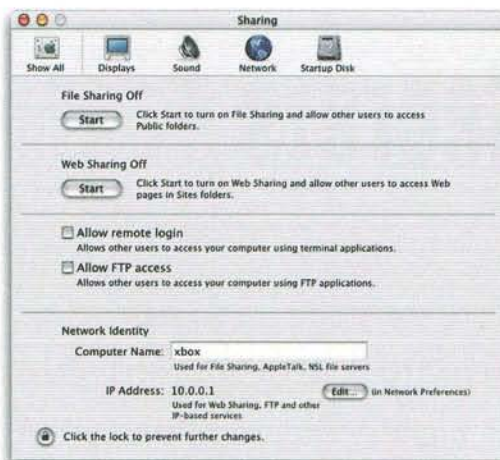 Sharing
Show All Displays Sound Network Startup Disk
File Sharing Off
Start Click Start to turn on File Sharing and allow other users to access
Public folders.
Web Sharing Off
Start Click Start to turn on Web Sharing and allow other users to access Web
pages in Sites folders.
Allow remote login
Allows other users to access your computer using terminal applications.
Allow FTP access
Allows other users to access your computer using FTP applications.
Network Identity
Computer Name: xbox
Used for File Sharing, AppleTalk, NSL file servers
IP Address: 10.0.0.1 Edit... (in Network Preferences)
Used for Web Sharing, FTP and other
IP-based services
Click the lock to prevent further changes.